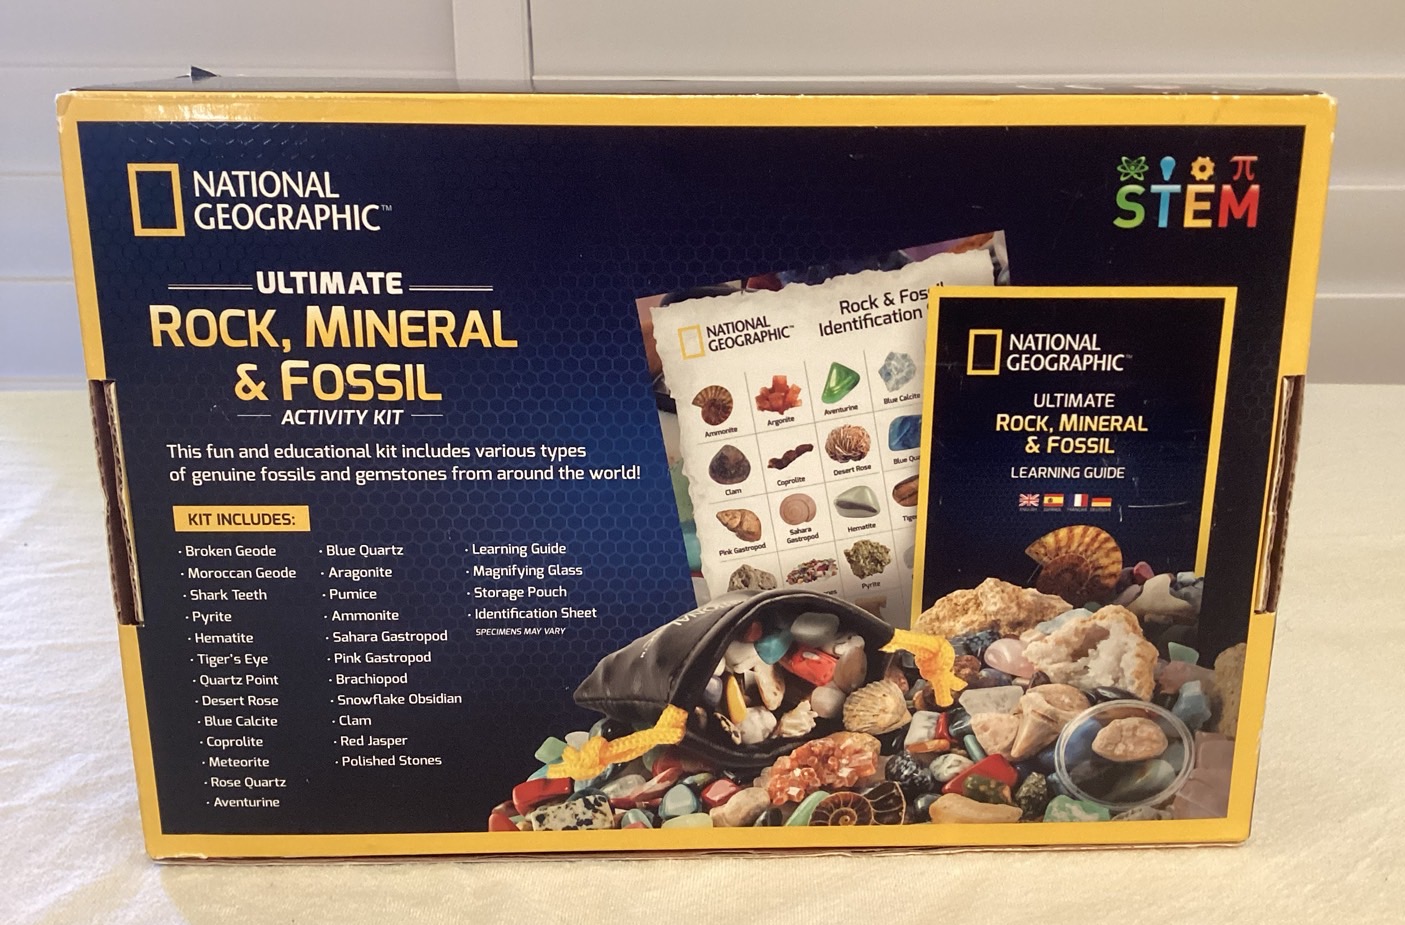 NATIONAL
GEOGRAPHIC™
STEM
ULTIMATE
ROCK, MINERAL
& FOSSIL
ACTIVITY KIT
This fun and educational kit includes various types
of genuine fossils and gemstones from around the world!
KIT INCLUDES:
· Broken Geode
· Moroccan Geode
· Shark Teeth
· Pyrite
· Hematite
· Tiger's Eye
· Quartz Point
· Desert Rose
· Blue Calcite
· Coprolite
· Meteorite
· Rose Quartz
· Aventurine
· Blue Quartz
· Aragonite
· Pumice
· Ammonite
· Sahara Gastropod
· Pink Gastropod
· Brachiopod
· Snowflake Obsidian
· Clam
· Red Jasper
· Polished Stones
· Learning Guide
· Magnifying Glass
· Storage Pouch
· Identification Sheet
SPECIMENS MAY VARY
NATIONAL
GEOGRAPHIC™
Rock &
Identification
Ammonite
Argonite
Aventurine
Blue Calcite
Clam
Coprolite
Desert Rose
Blue
Pink Gastropod
Sahara
Gastropod
Hematite
Pyrite
NATIONAL
GEOGRAPHIC™
ULTIMATE
ROCK, MINERAL
& FOSSIL
LEARNING GUIDE